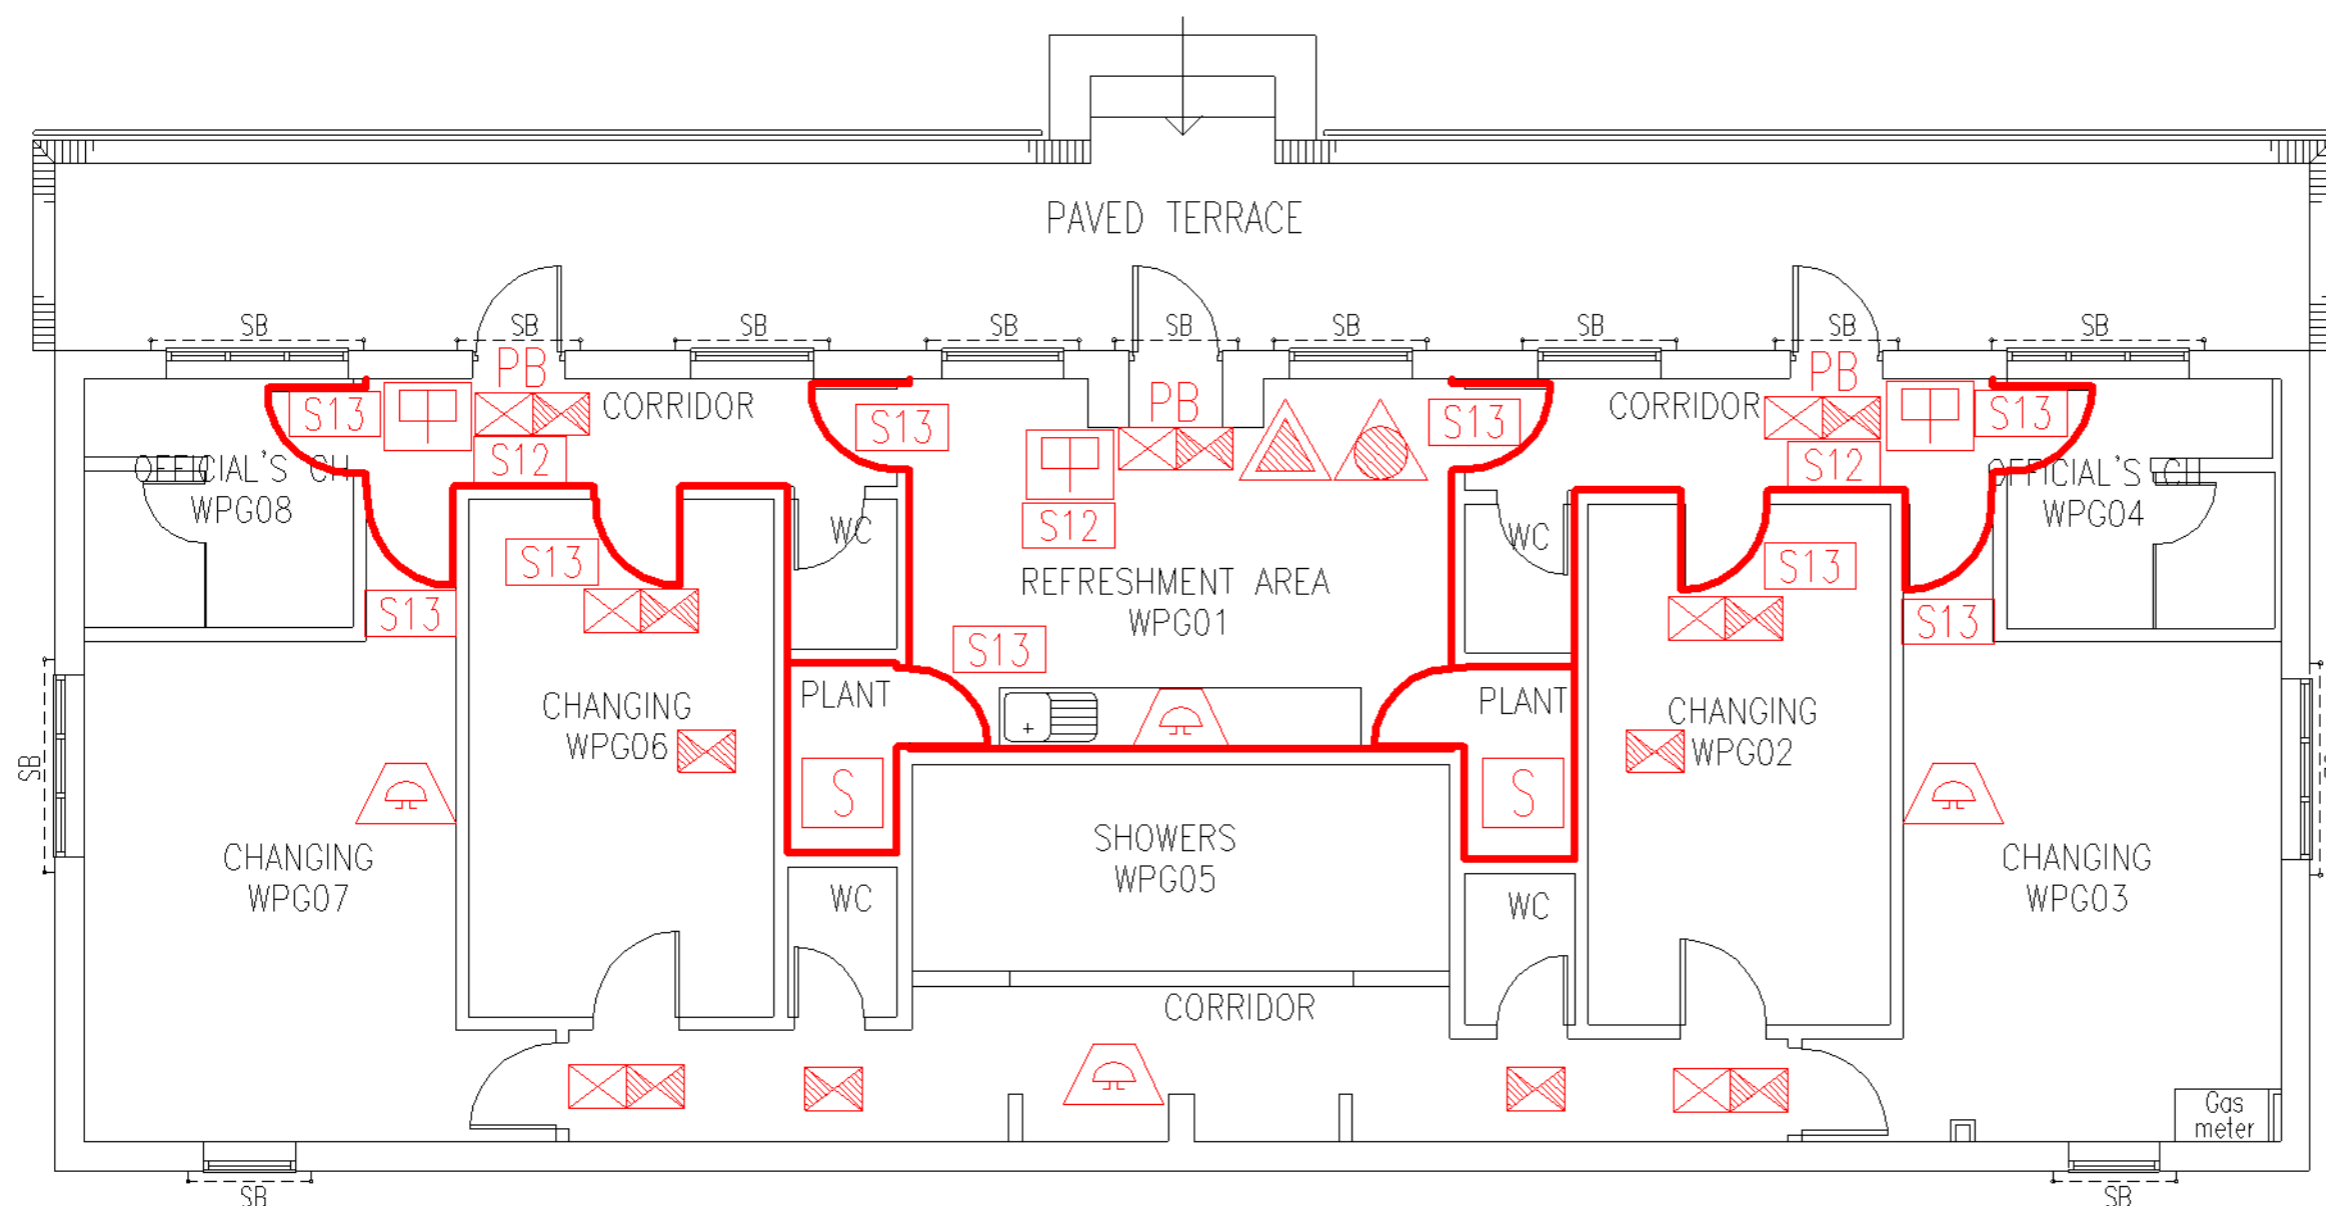 PAVED TERRACE
SB SB SB SB SB SB SB SB SB
PB PB PB
S13 CORRIDOR S13 S13 CORRIDOR S13
S12 S12
OFFICIAL'S CH
WPG08
OFFICIAL'S CH
WPG04
S12
WC WC
S13 S13
REFRESHMENT AREA
WPG01
S13 S13
S13
PLANT PLANT
CHANGING
WPG06
CHANGING
WPG02
SB
S S
SHOWERS
WPG05
CHANGING
WPG07
CHANGING
WPG03
WC WC
CORRIDOR
Gas
meter
SB SB